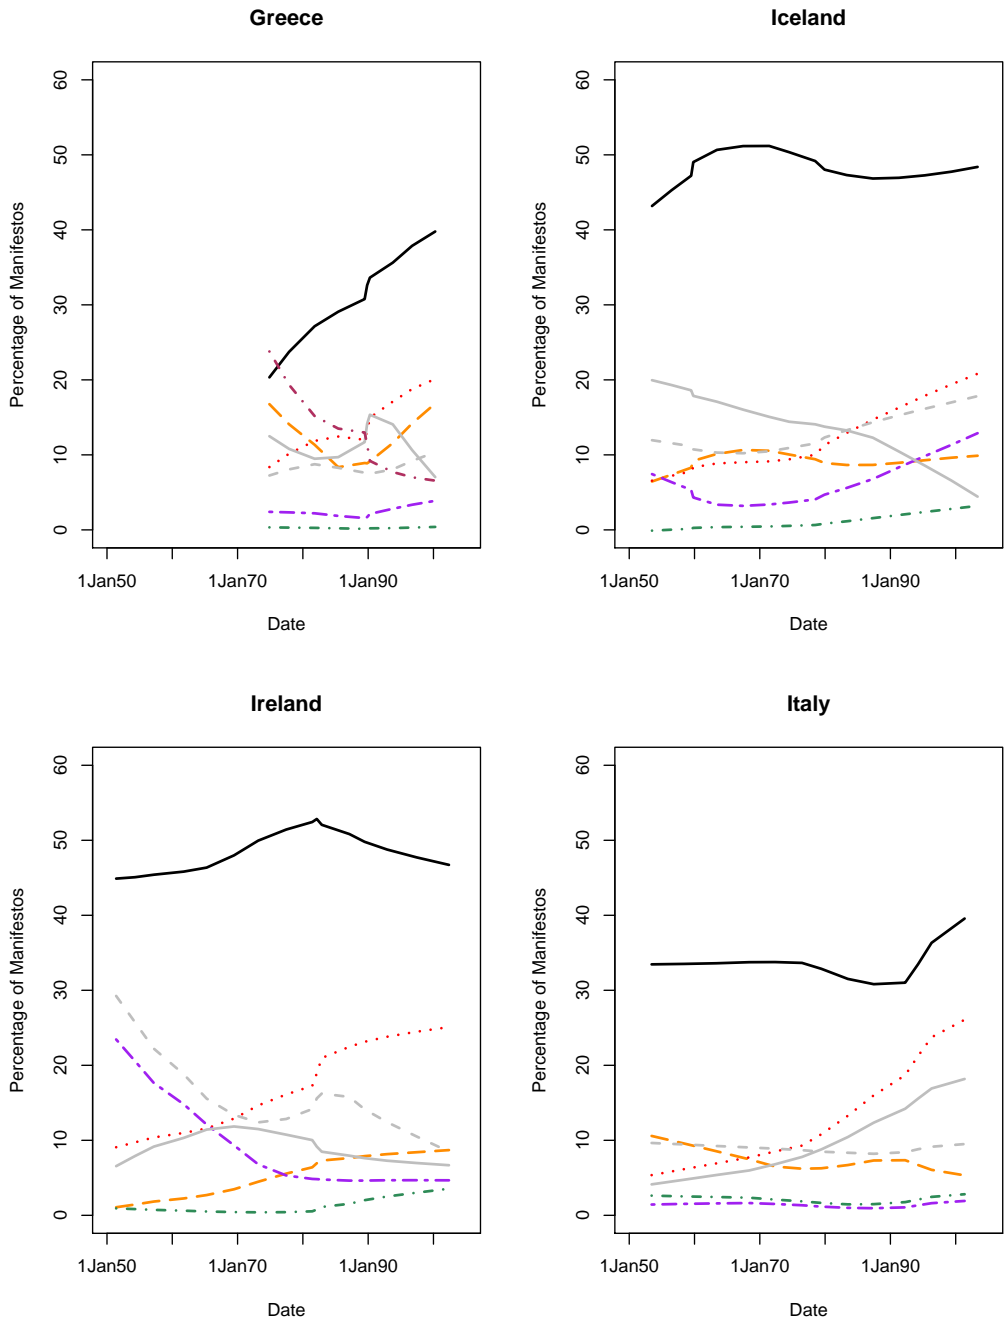 Greece
Percentage of Manifestos
60
50
40
30
20
10
0
1Jan50
1Jan70
1Jan90
Date
Iceland
Percentage of Manifestos
60
50
40
30
20
10
0
1Jan50
1Jan70
1Jan90
Date
Ireland
Percentage of Manifestos
60
50
40
30
20
10
0
1Jan50
1Jan70
1Jan90
Date
Italy
Percentage of Manifestos
60
50
40
30
20
10
0
1Jan50
1Jan70
1Jan90
Date